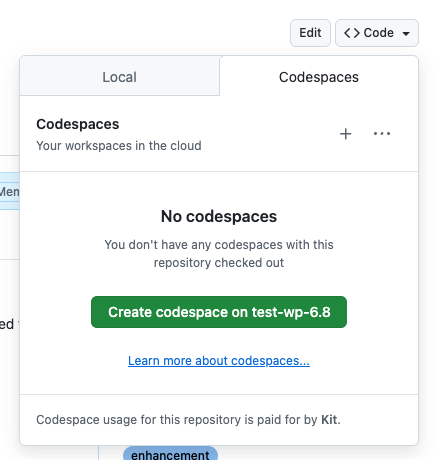 Edit
Code
Local
Codespaces
Codespaces
Your workspaces in the cloud
No codespaces
You don't have any codespaces with this
repository checked out
Create codespace on test-wp-6.8
Learn more about codespaces...
Codespace usage for this repository is paid for by Kit.
enhancement